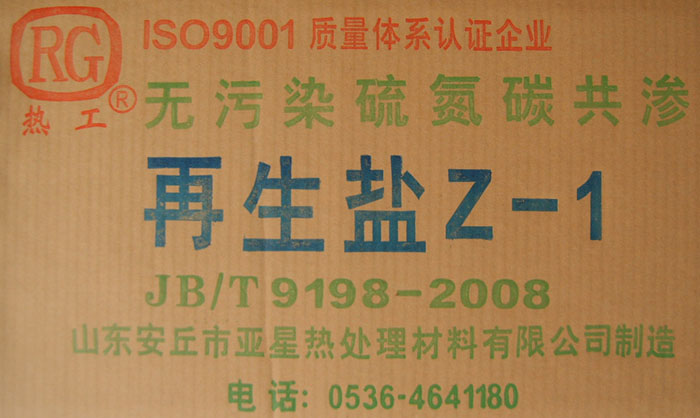 RG
热工®
ISO9001 质量体系认证企业
无污染硫氮碳共渗
再生盐Z-1
JB/T 9198-2008
山东安丘市亚星热处理材料有限公司制造
电话: 0536-4641180